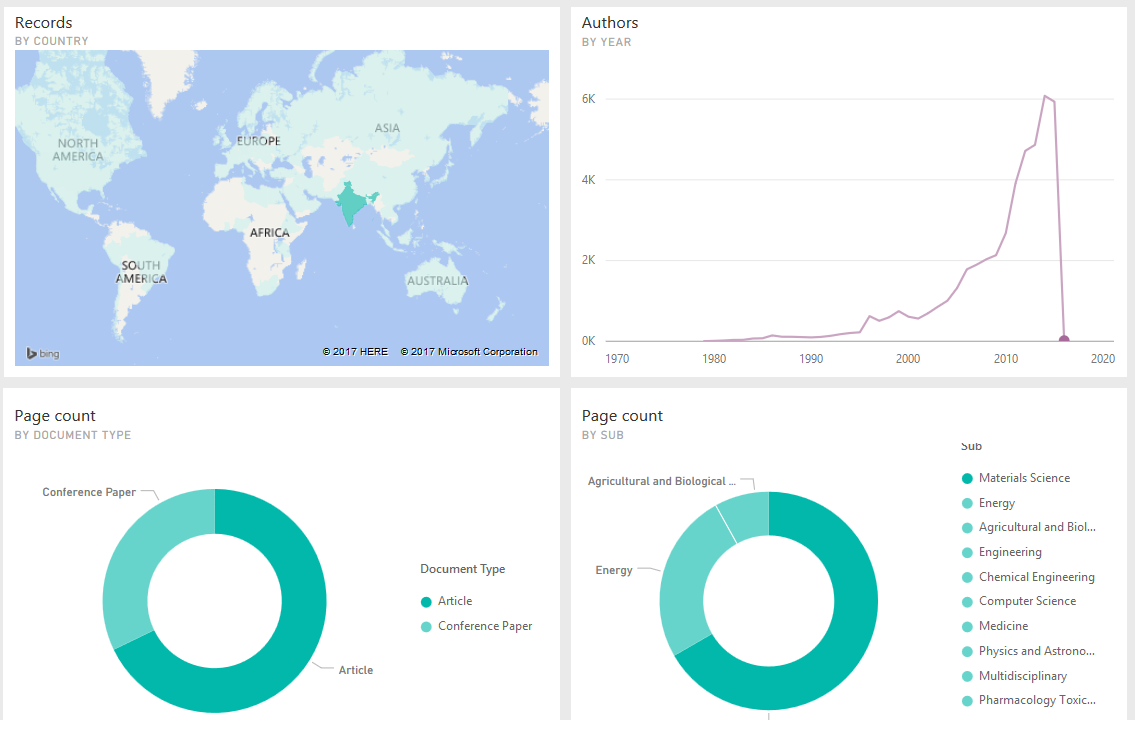 Records
BY COUNTRY
NORTH
AMERICA
EUROPE
ASIA
AFRICA
SOUTH
AMERICA
AUSTRALIA
bing
© 2017 HERE © 2017 Microsoft Corporation
Authors
BY YEAR
6K
4K
2K
0K
1970 1980 1990 2000 2010 2020
Page count
BY DOCUMENT TYPE
Conference Paper
Article
Document Type
Article
Conference Paper
Page count
BY SUB
Agricultural and Biological ...
Energy
Sub
Materials Science
Energy
Agricultural and Biol...
Engineering
Chemical Engineering
Computer Science
Medicine
Physics and Astrono...
Multidisciplinary
Pharmacology Toxic...